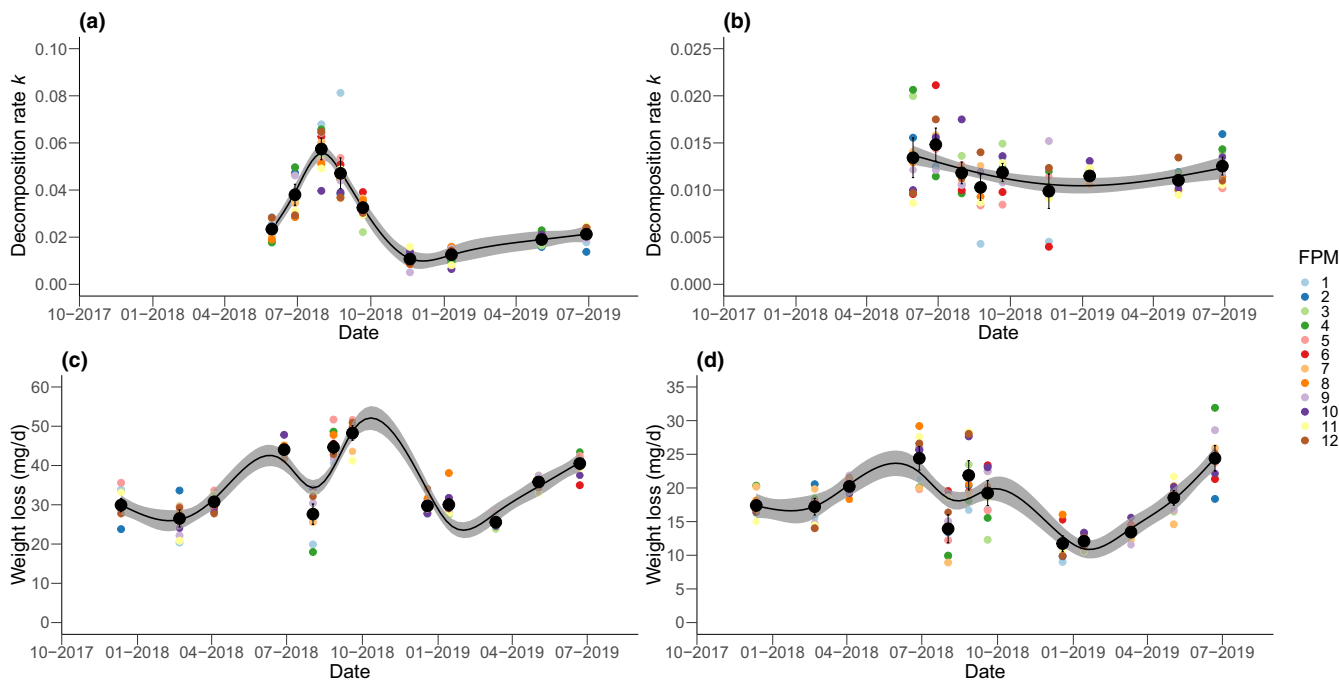 (a)
Decomposition rate k
0.10
0.08
0.06
0.04
0.02
0.00
10−2017 01−2018 04−2018 07−2018 10−2018 01−2019 04−2019 07−2019
Date
(b)
Decomposition rate k
0.025
0.020
0.015
0.010
0.005
0.000
10−2017 01−2018 04−2018 07−2018 10−2018 01−2019 04−2019 07−2019
Date
(c)
Weight loss (mg/d)
60
50
40
30
20
10
0
10−2017 01−2018 04−2018 07−2018 10−2018 01−2019 04−2019 07−2019
Date
(d)
Weight loss (mg/d)
35
30
25
20
15
10
5
0
10−2017 01−2018 04−2018 07−2018 10−2018 01−2019 04−2019 07−2019
Date
FPM
1
2
3
4
5
6
7
8
9
10
11
12